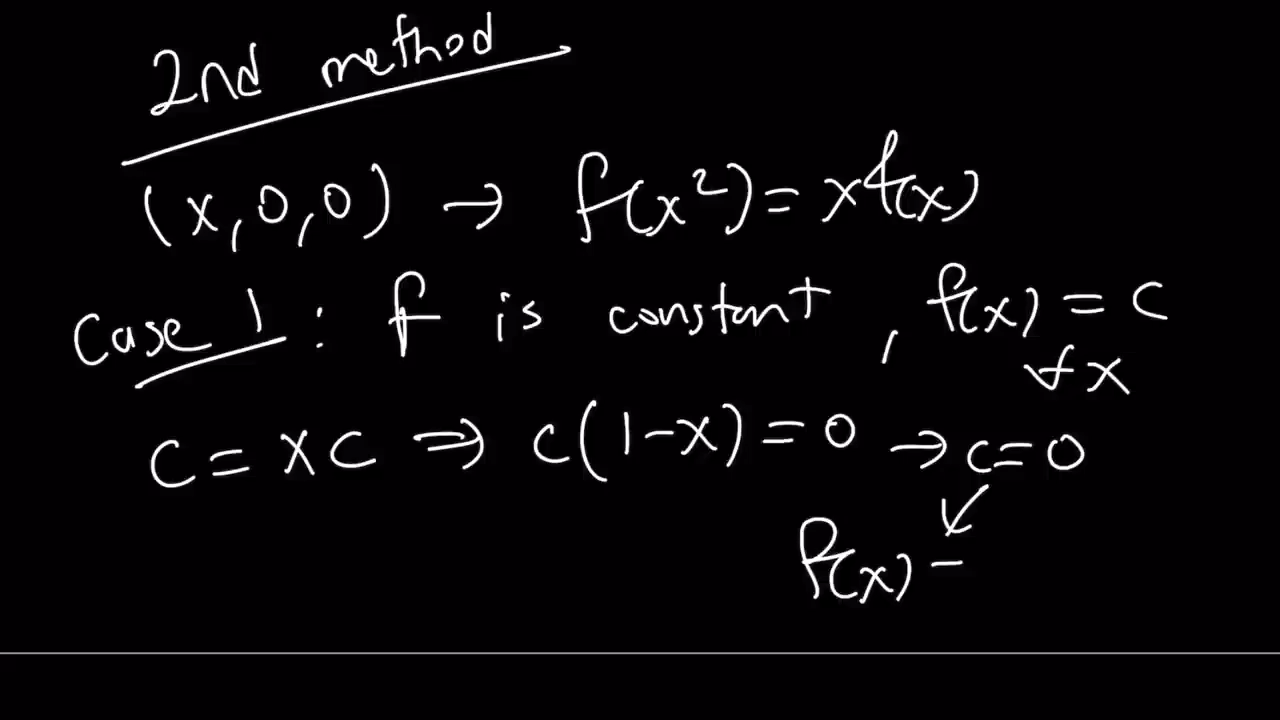 2nd method
(x,0,0) → f(x²) = x f(x)
Case 1 : f is constant , f(x) = c
∀x
c = xc ⇒ c(1-x) = 0 → c=0
f(x) -